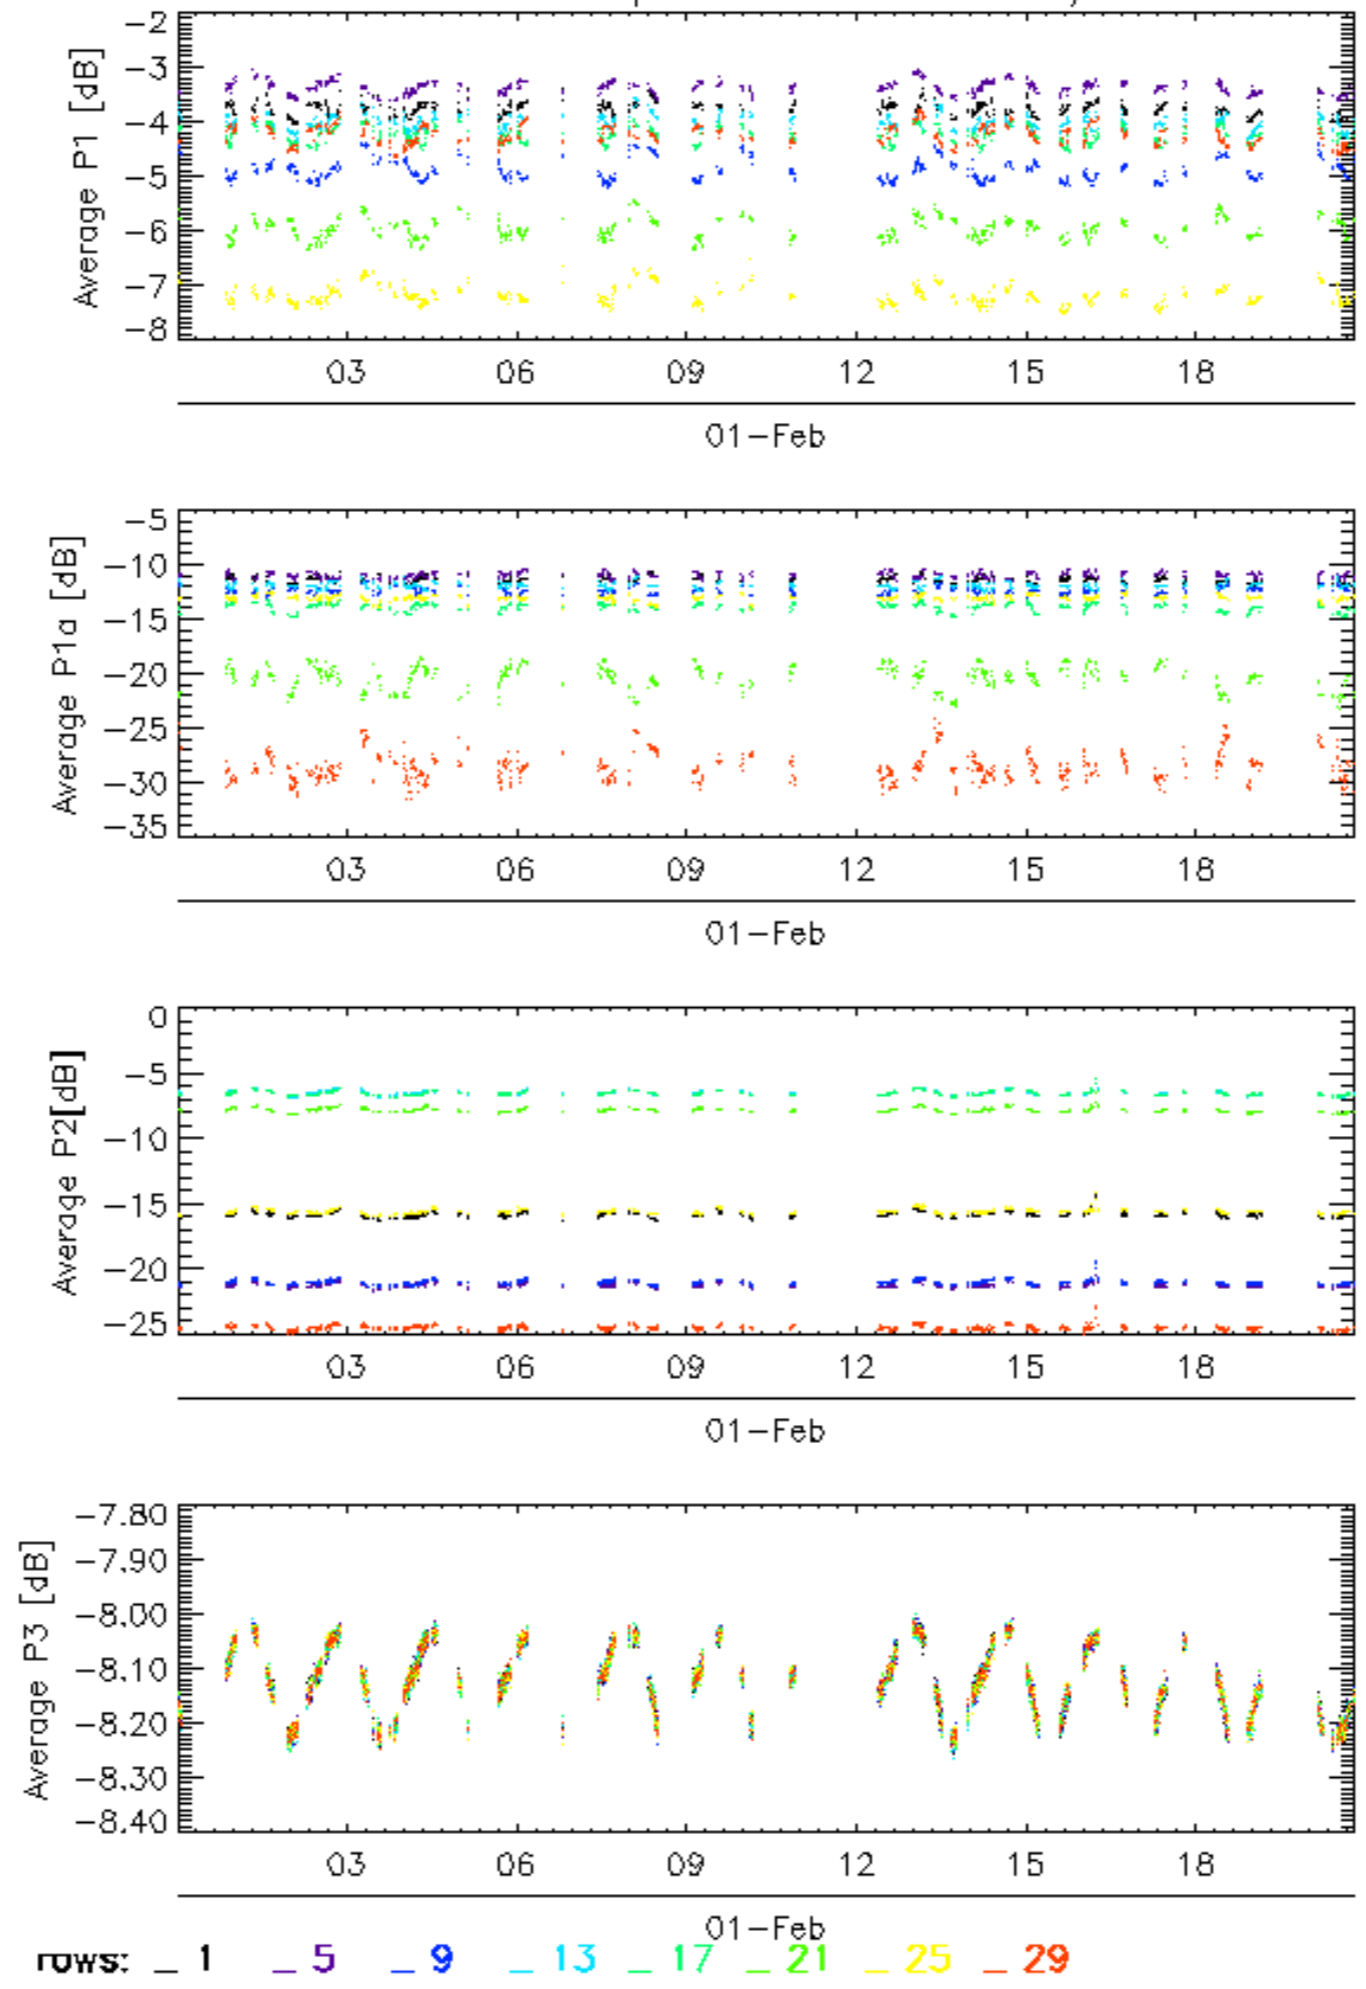 -2
-3
-4
-5
-6
-7
-8
Average P1 [dB]
03 06 09 12 15 18
01-Feb
-5
-10
-15
-20
-25
-30
-35
Average P1a [dB]
03 06 09 12 15 18
01-Feb
0
-5
-10
-15
-20
-25
Average P2[dB]
03 06 09 12 15 18
01-Feb
-7.80
-7.90
-8.00
-8.10
-8.20
-8.30
-8.40
Average P3 [dB]
03 06 09 12 15 18
01-Feb
rows: _ 1 _ 5 _ 9 _ 13 _ 17 _ 21 _ 25 _ 29